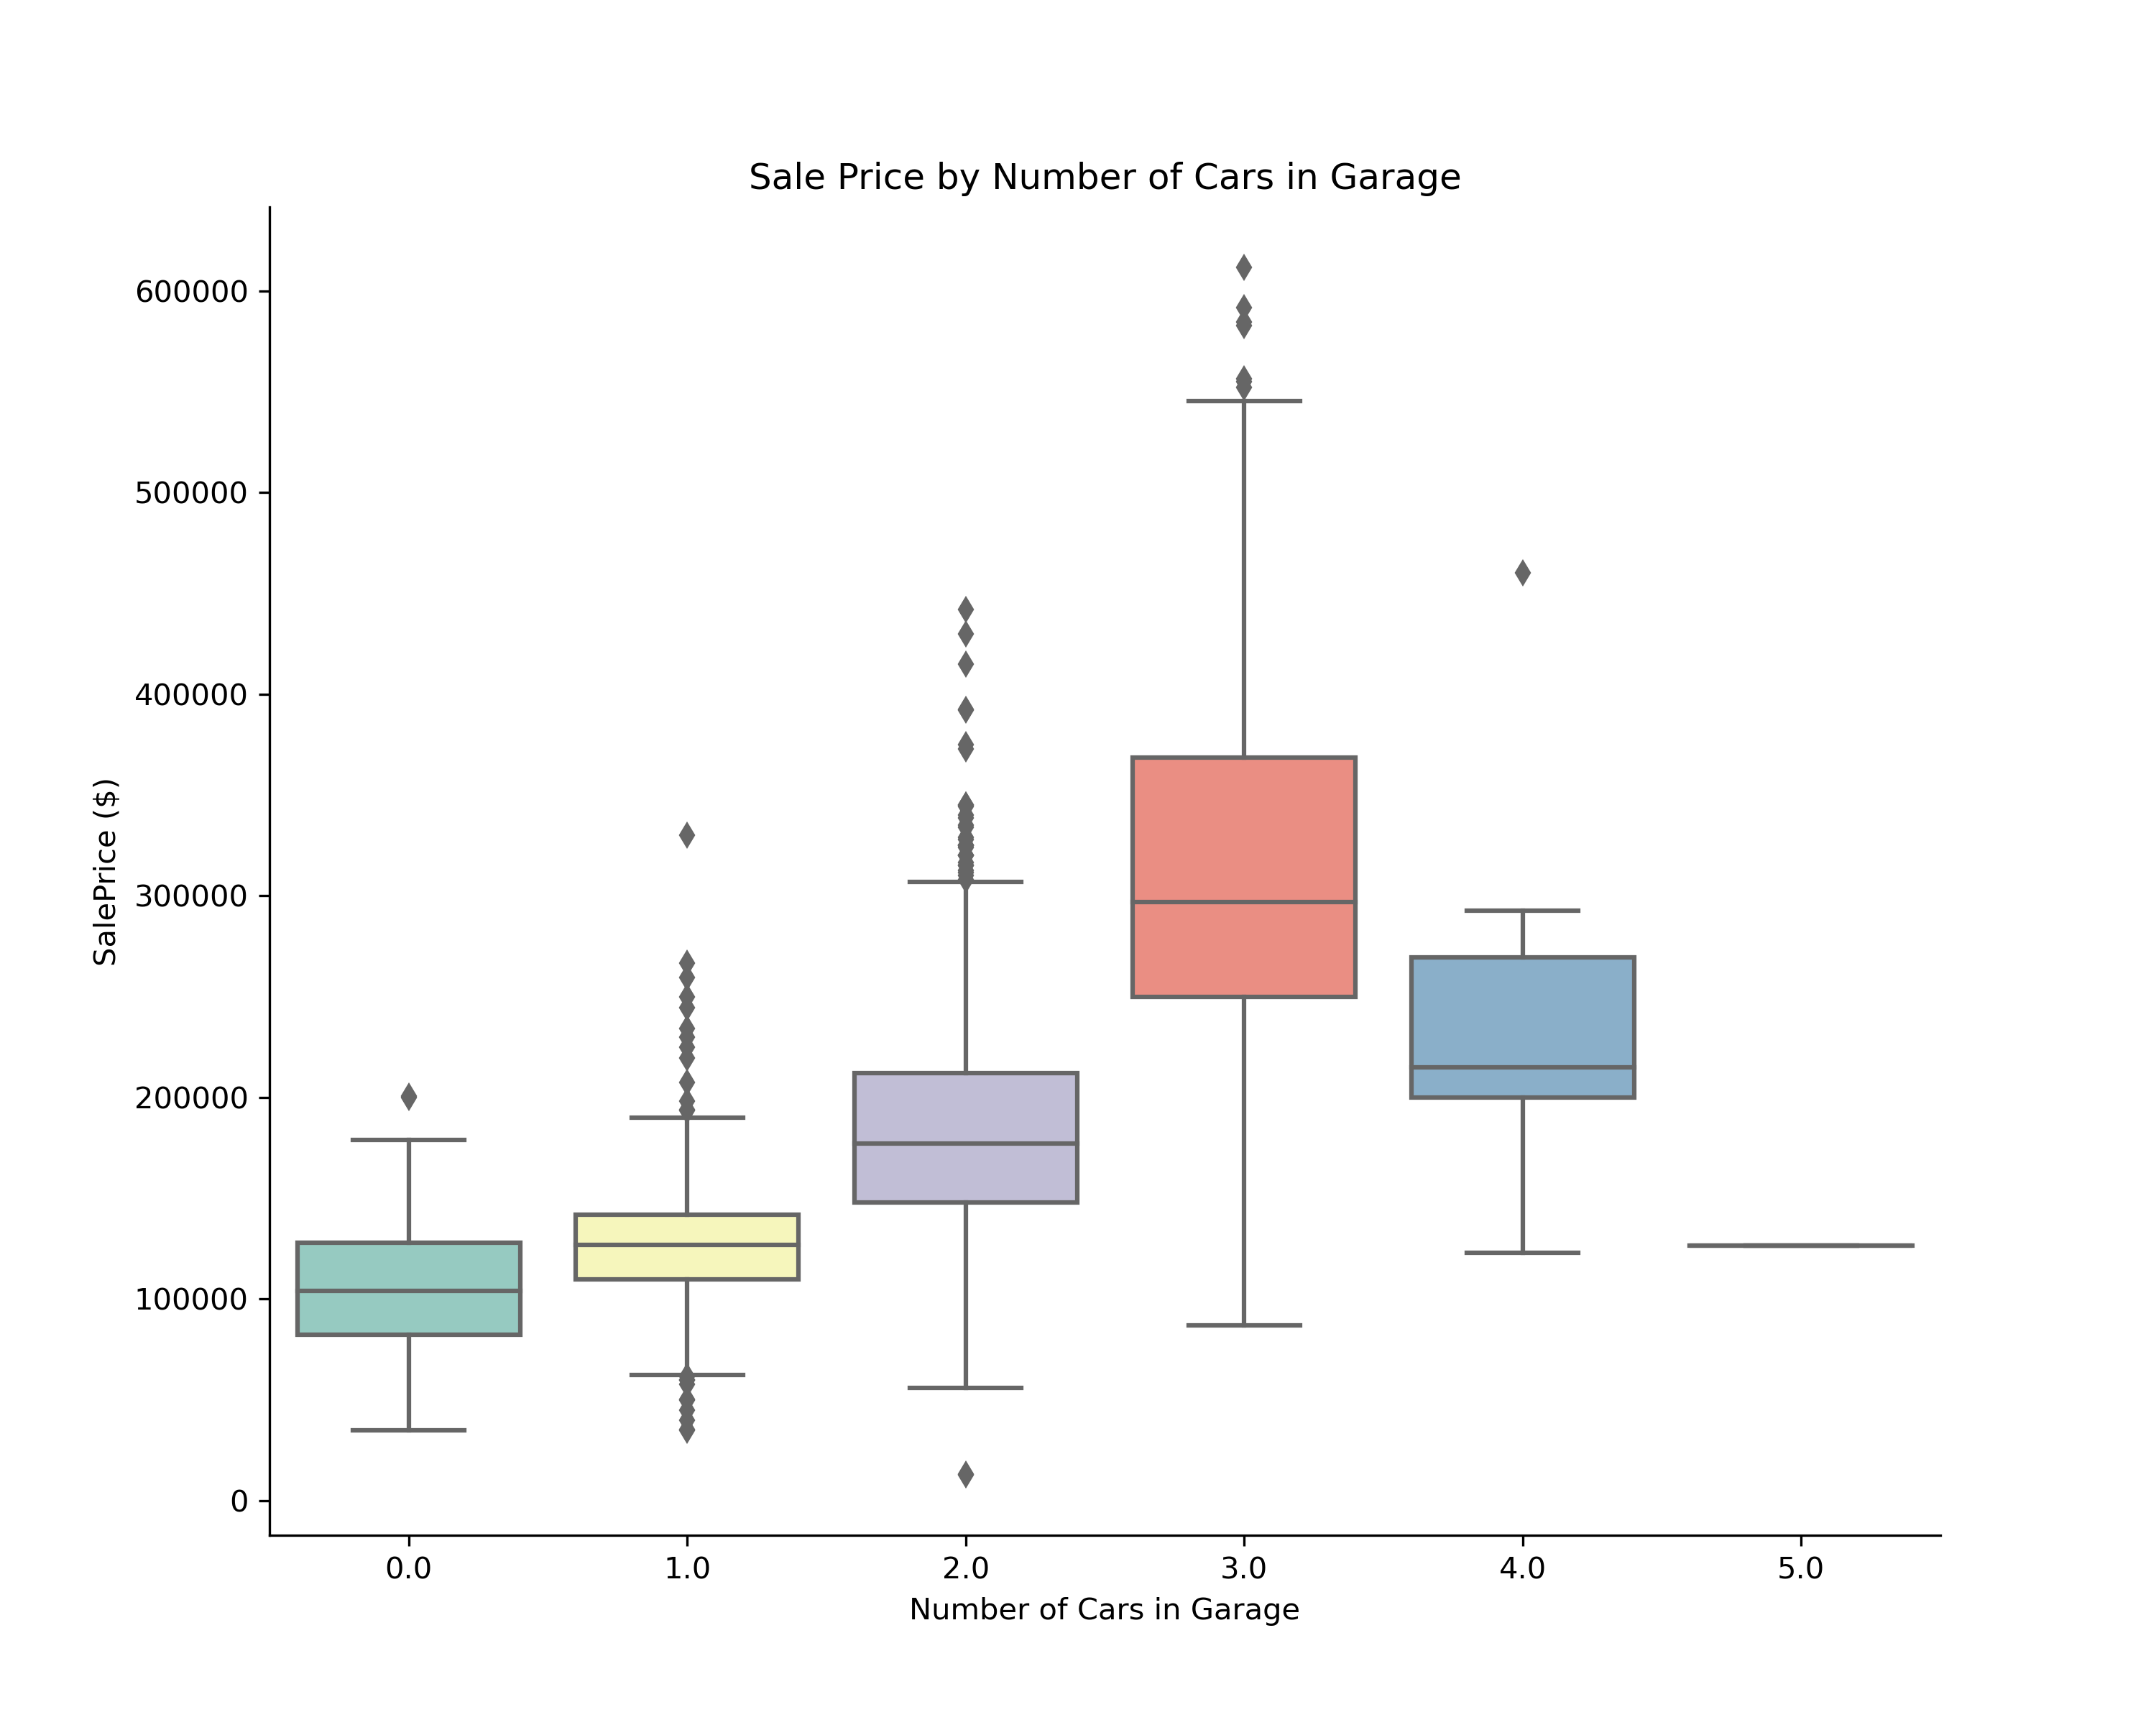 Sale Price by Number of Cars in Garage
SalePrice ($)
600000
500000
400000
300000
200000
100000
0
0.0 1.0 2.0 3.0 4.0 5.0
Number of Cars in Garage